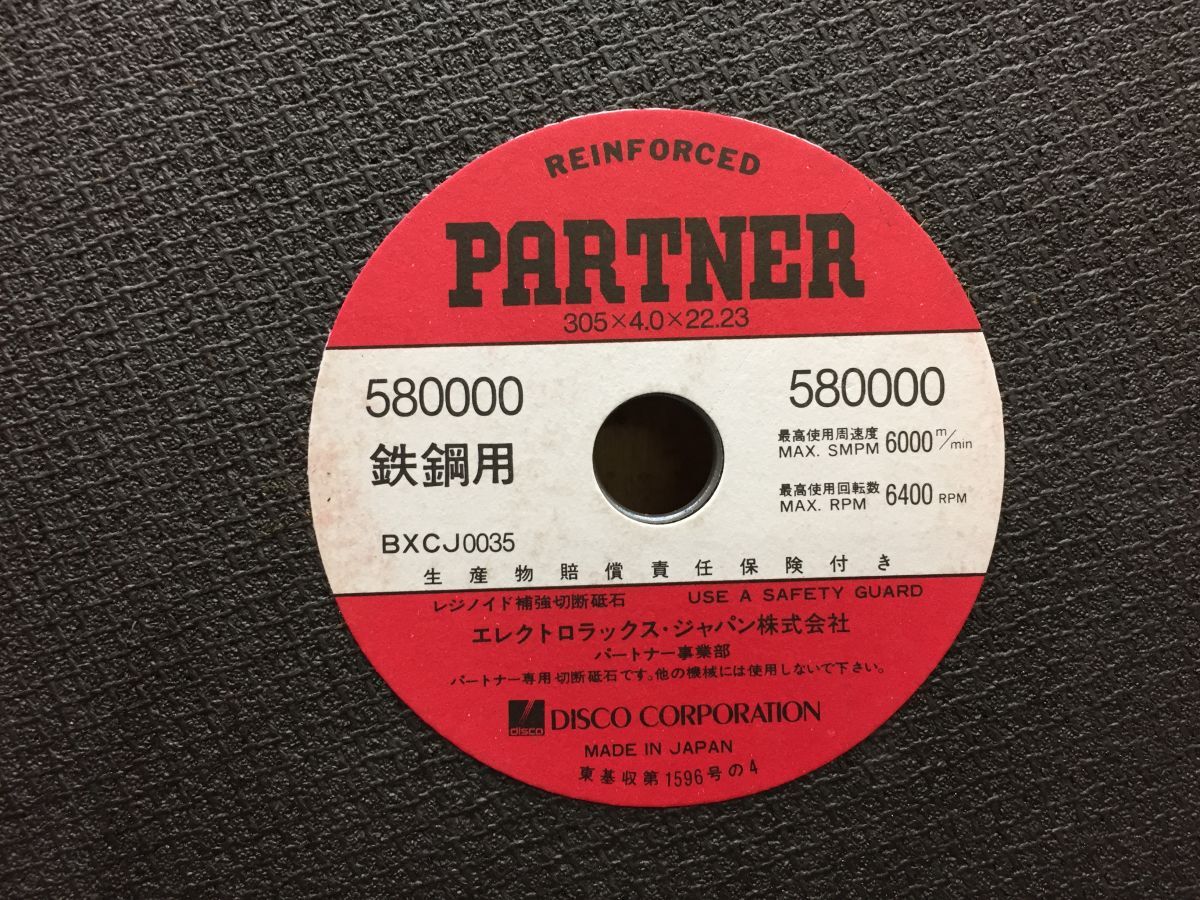 REINFORCED
PARTNER
305×4.0×22.23
580000
鉄鋼用
BXCJ0035
580000
最高使用周速度
MAX. SMPM 6000 m/min
最高使用回転数
MAX. RPM 6400 RPM
生産物賠償責任保険付き
レジノイド補強切断砥石 USE A SAFETY GUARD
エレクトロラックス・ジャパン株式会社
パートナー事業部
パートナー専用切断砥石です。他の機械には使用しないで下さい。
disco DISCO CORPORATION
MADE IN JAPAN
東基収第1596号の4